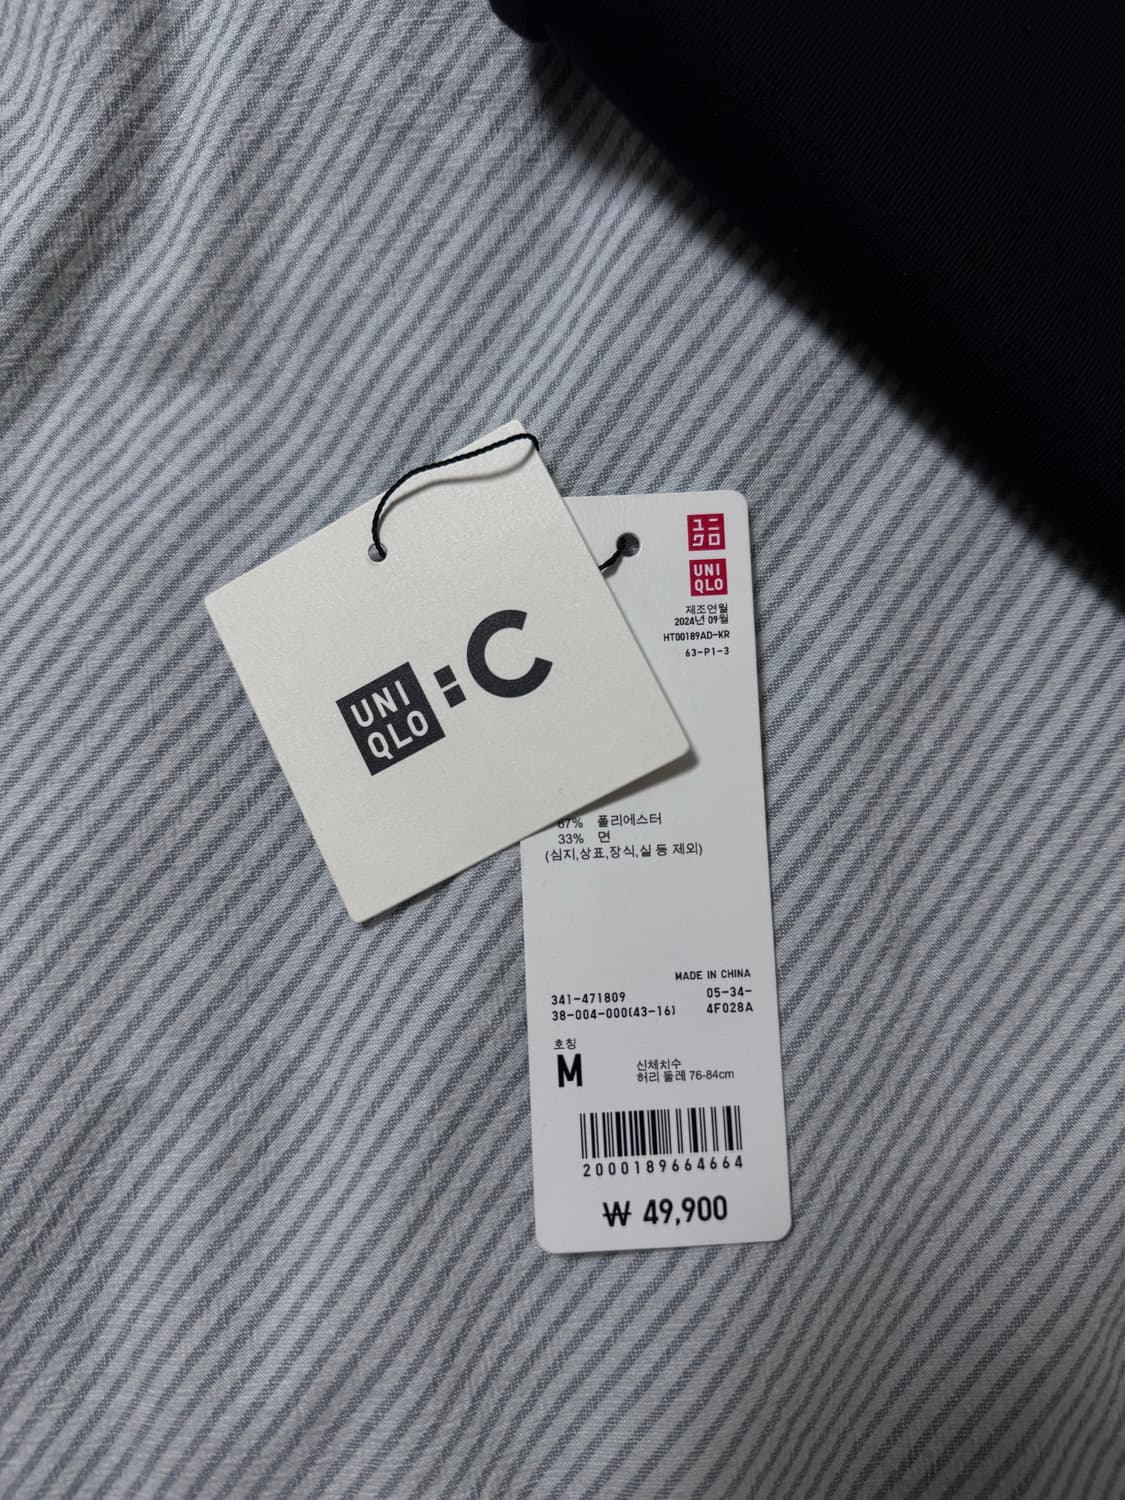 UNI
QLO
:C
ユニ
クロ
UNI
QLO
제조연월
2024년 09월
HT00189AD-KR
63-P1-3
67% 폴리에스터
33% 면
(심지,상표,장식,실 등 제외)
MADE IN CHINA
341-471809 05-34-
38-004-000(43-16) 4F028A
호칭
M
신체치수
허리 둘레 76-84cm
2000189664664
₩ 49,900